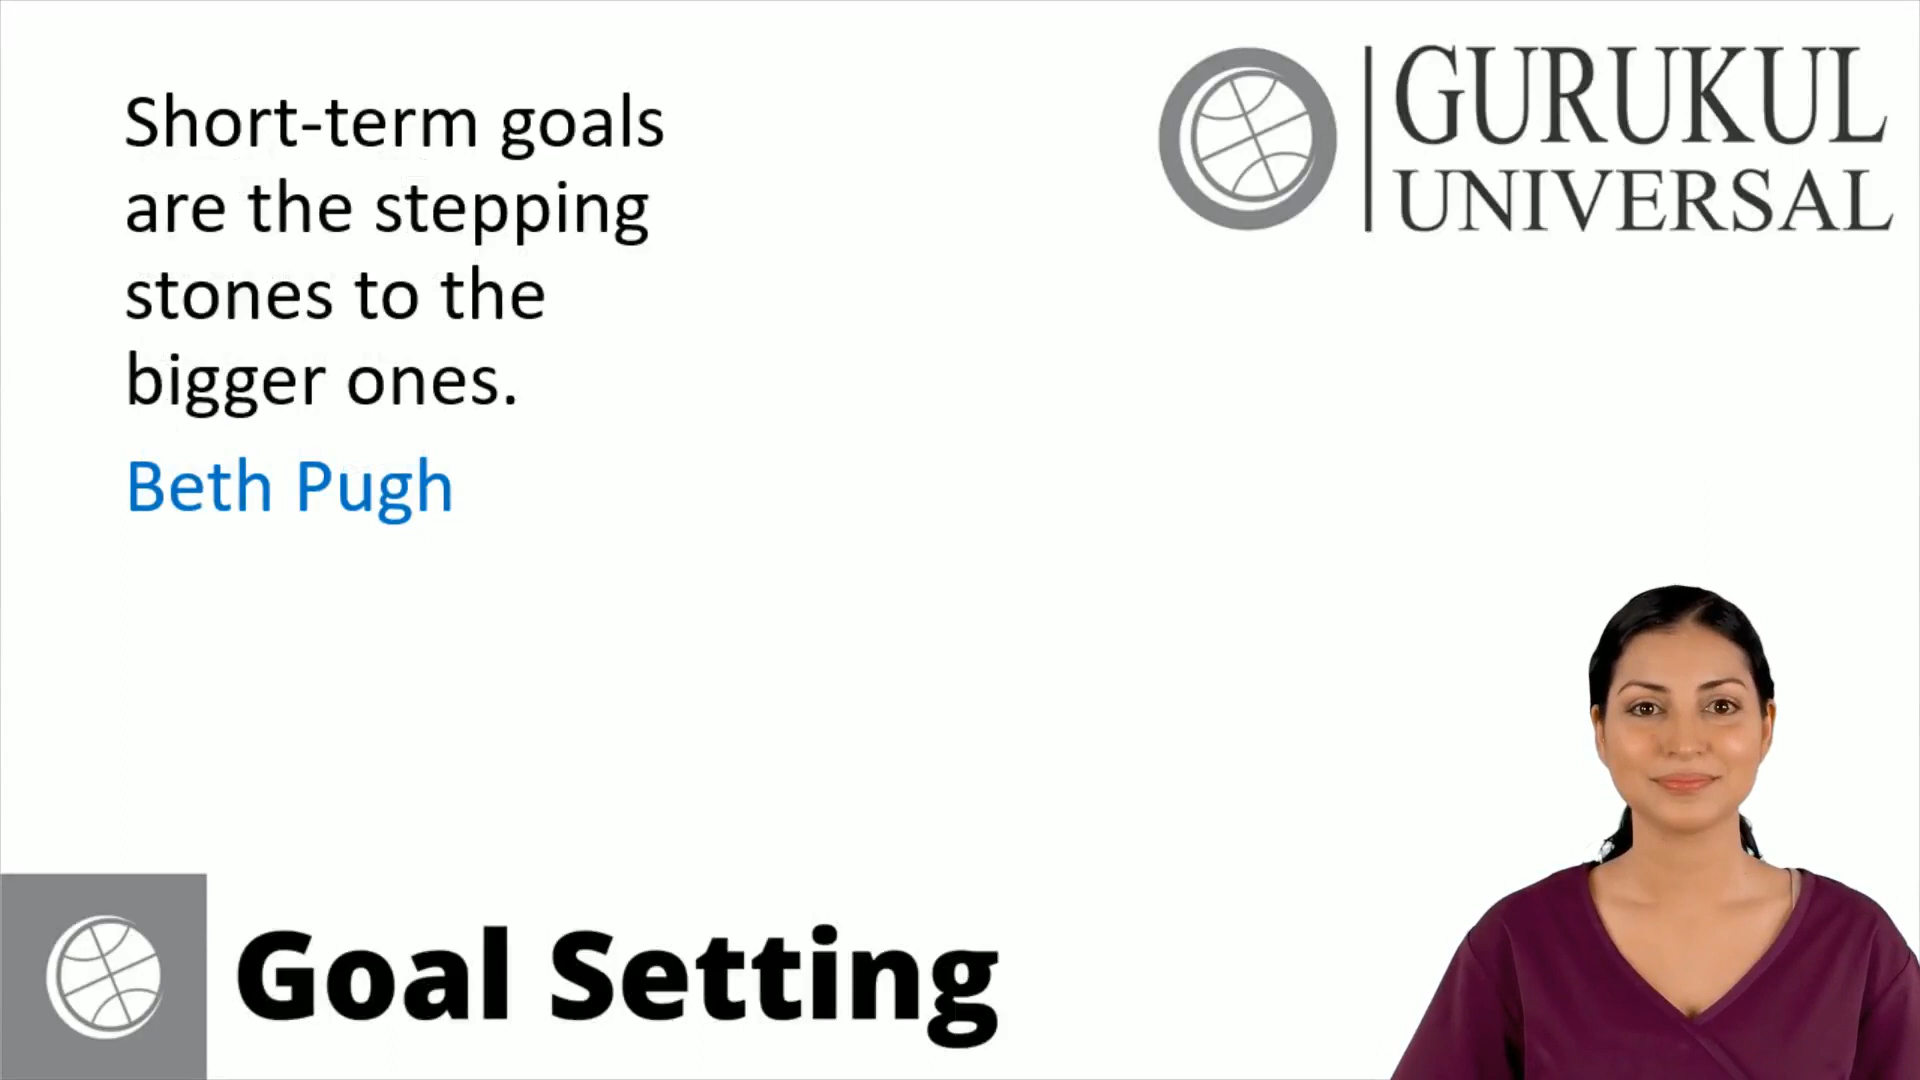 Short-term goals
are the stepping
stones to the
bigger ones.
Beth Pugh
GURUKUL
UNIVERSAL
Goal Setting